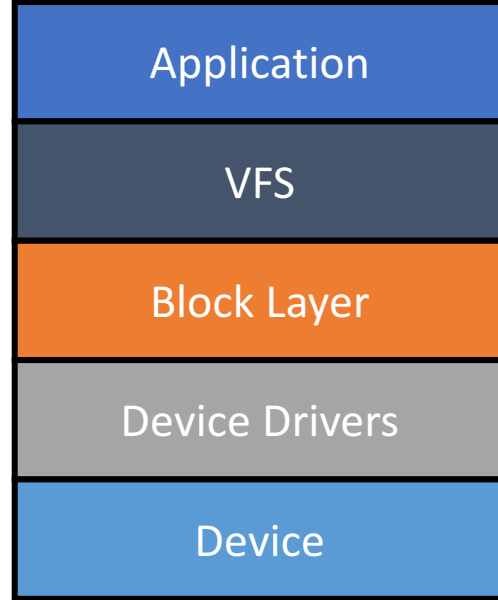 Application
VFS
Block Layer
Device Drivers
Device